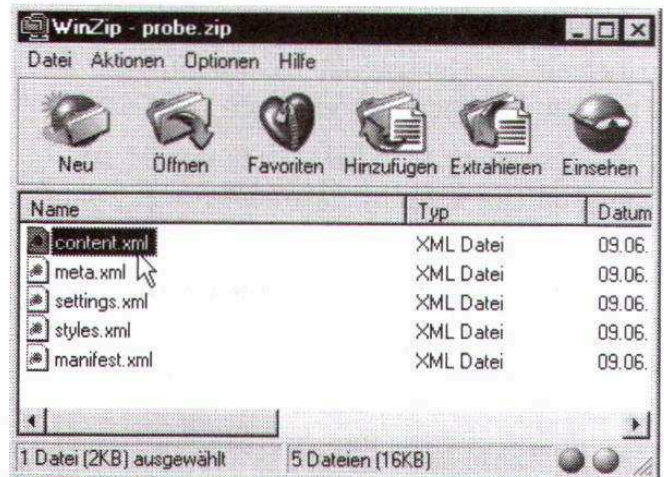 WinZip - probe.zip
Datei Aktionen Optionen Hilfe
Neu Öffnen Favoriten Hinzufügen Extrahieren Einsehen
Name Typ Datum
content.xml XML Datei 09.06.
meta.xml XML Datei 09.06.
settings.xml XML Datei 09.06.
styles.xml XML Datei 09.06.
manifest.xml XML Datei 09.06.
1 Datei (2KB) ausgewählt 5 Dateien (16KB)